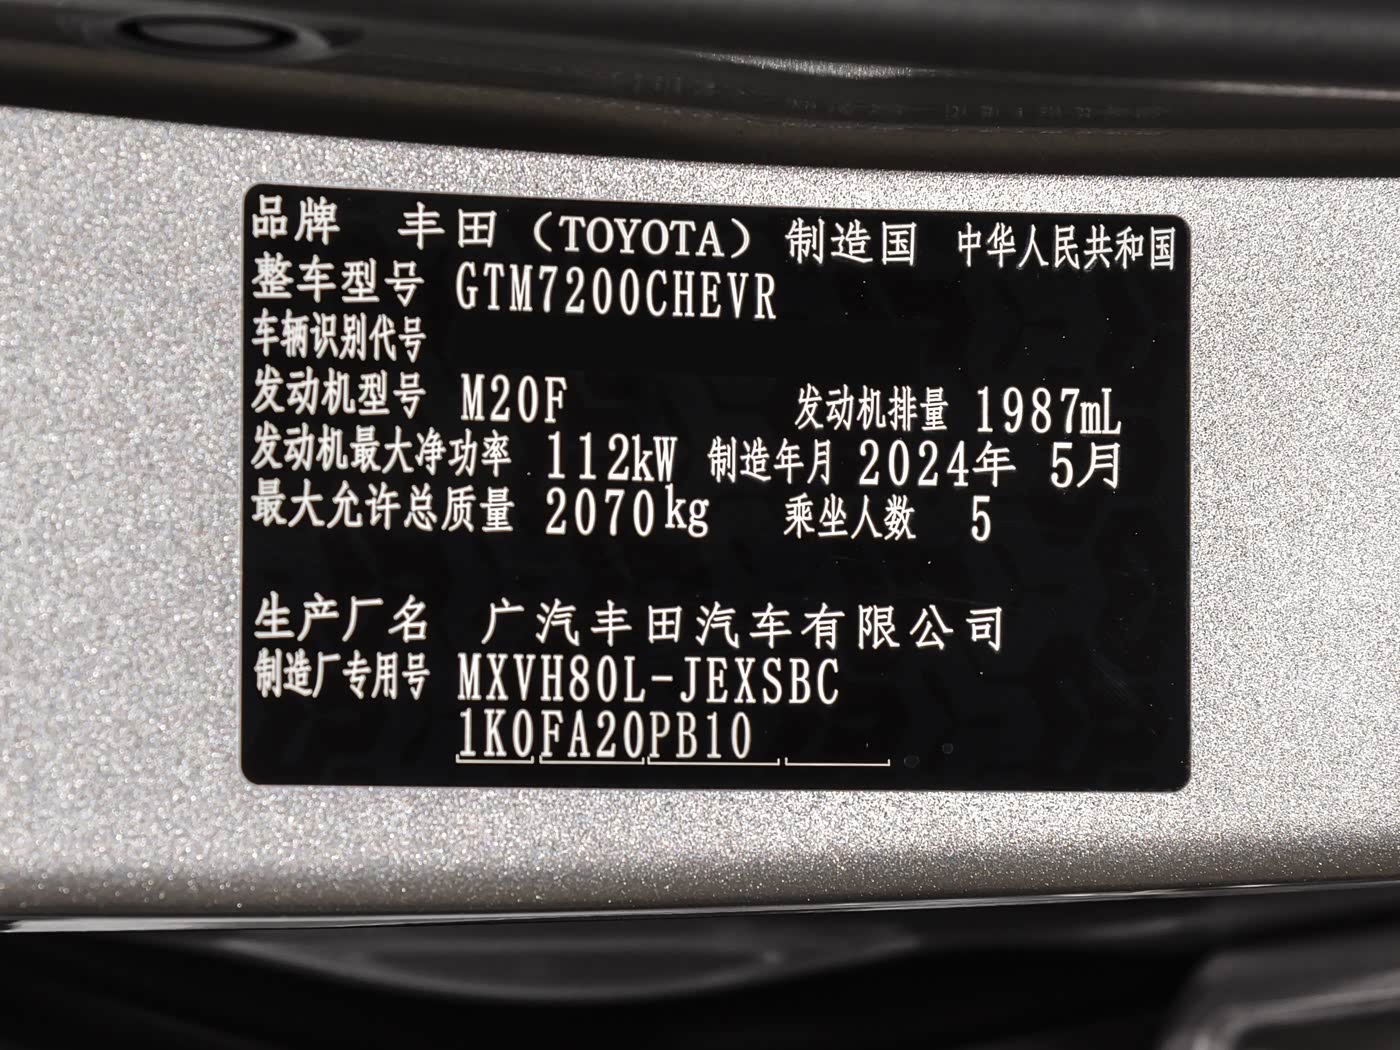 品牌 丰田（TOYOTA） 制造国 中华人民共和国
整车型号 GTM7200CHEVR
车辆识别代号
发动机型号 M20F 发动机排量 1987mL
发动机最大净功率 112kW 制造年月 2024年 5月
最大允许总质量 2070kg 乘坐人数 5
生产厂名 广汽丰田汽车有限公司
制造厂专用号 MXVH80L-JEXSBC
1K0FA20PB10